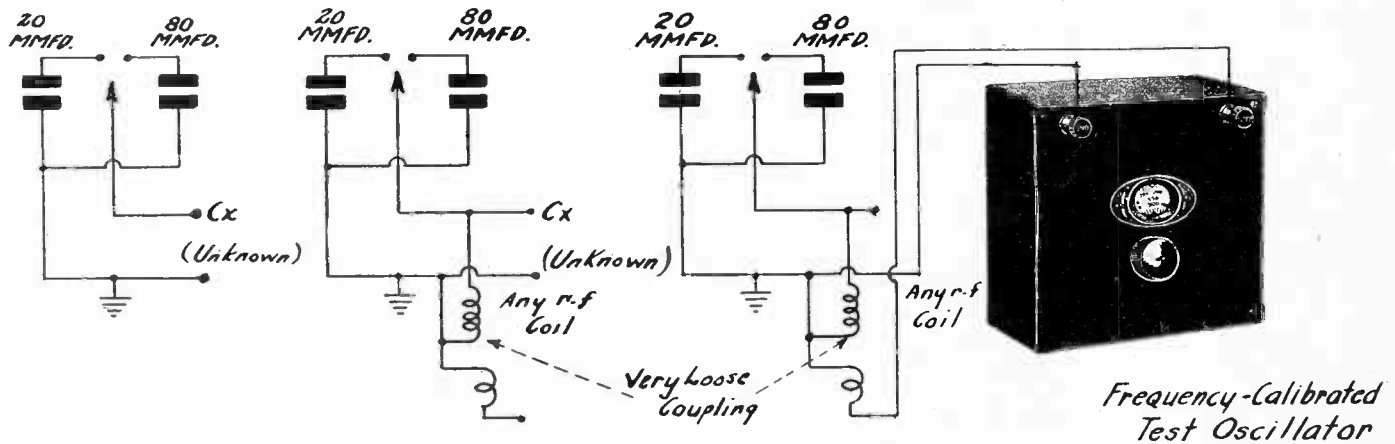 20
MMFD.
80
MMFD.
Cx
(Unknown)
20
MMFD.
80
MMFD.
Cx
(Unknown)
Any r.f
Coil
Very Loose
Coupling
20
MMFD.
80
MMFD.
Any r-f
Coil
Frequency-Calibrated
Test Oscillator